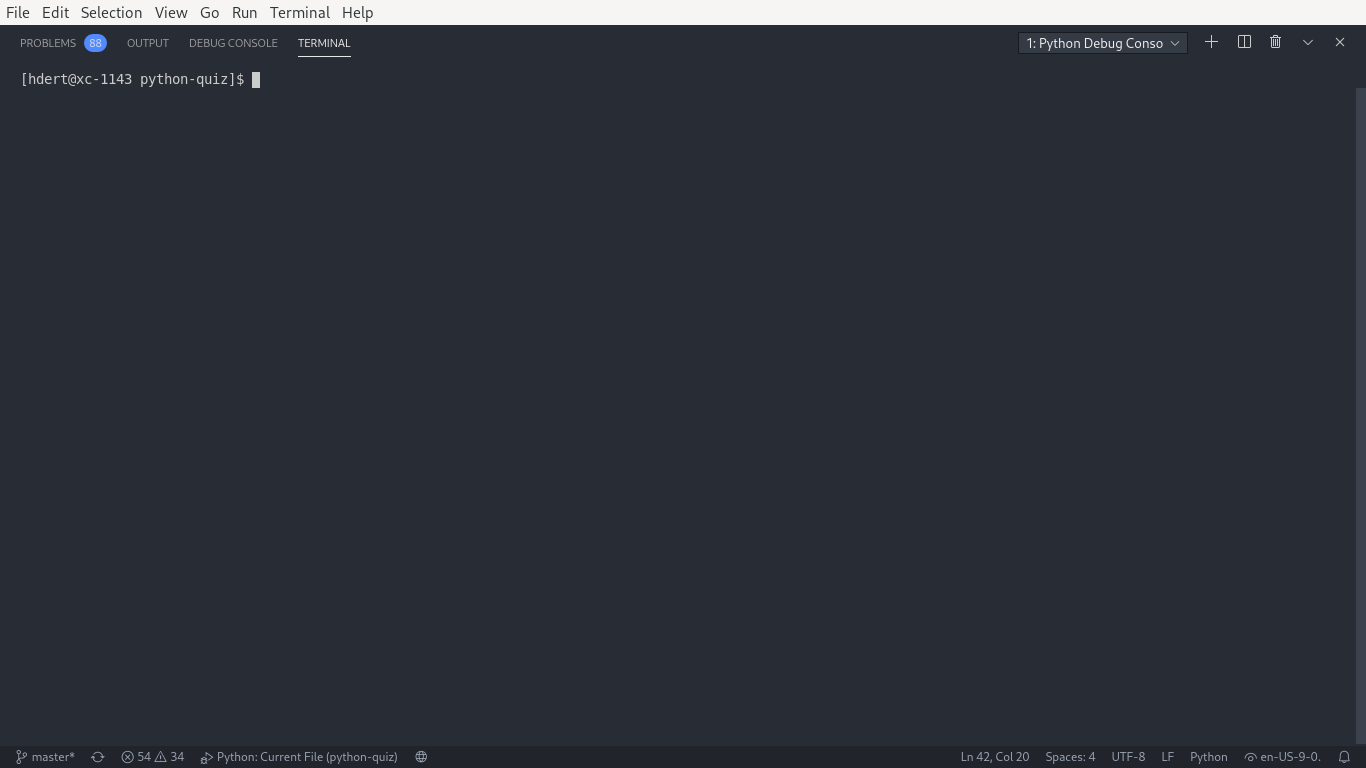 File Edit Selection View Go Run Terminal Help
PROBLEMS 88 OUTPUT DEBUG CONSOLE TERMINAL 1: Python Debug Conso
[hdert@xc-1143 python-quiz]$
master* 54 34 Python: Current File (python-quiz) Ln 42, Col 20 Spaces: 4 UTF-8 LF Python en-US-9-0.